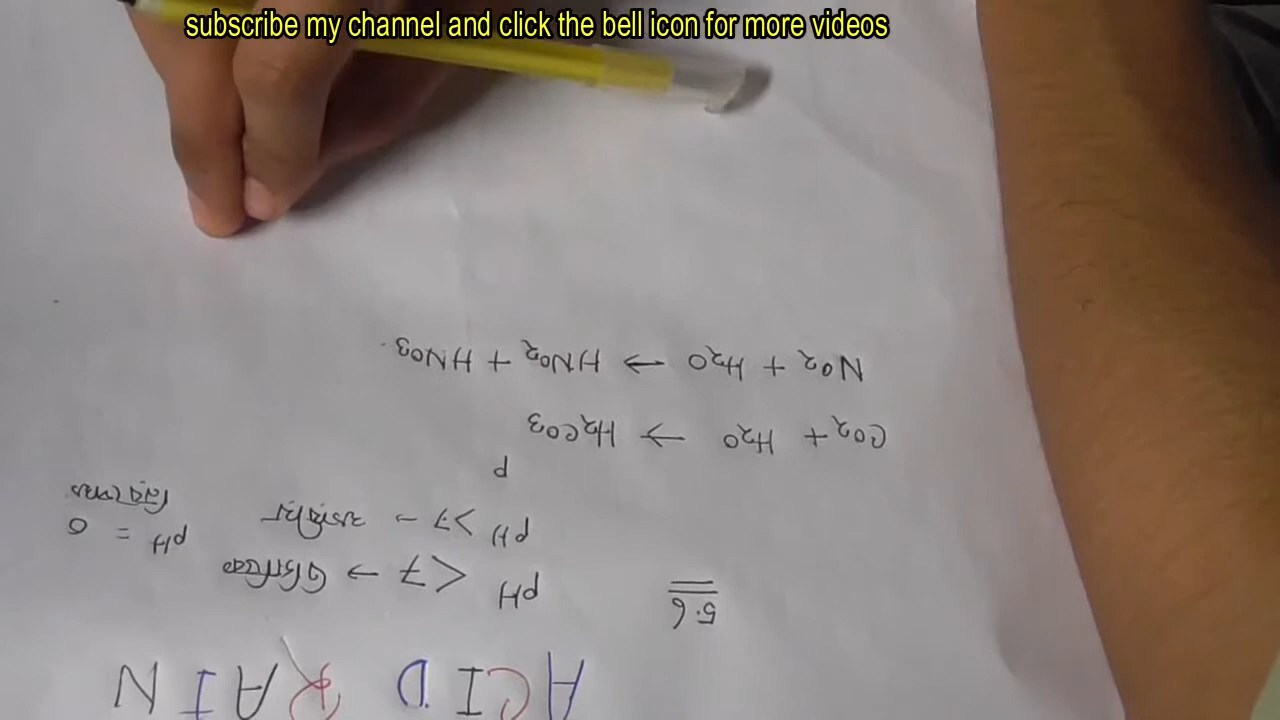 subscribe my channel and click the bell icon for more videos
ACID RAIN
5.6
pH > 7 →
pH < 7 -
pH = 0
P
CO2 + H2O → H2CO3
NO2 + H2O → HNO2 + HNO3